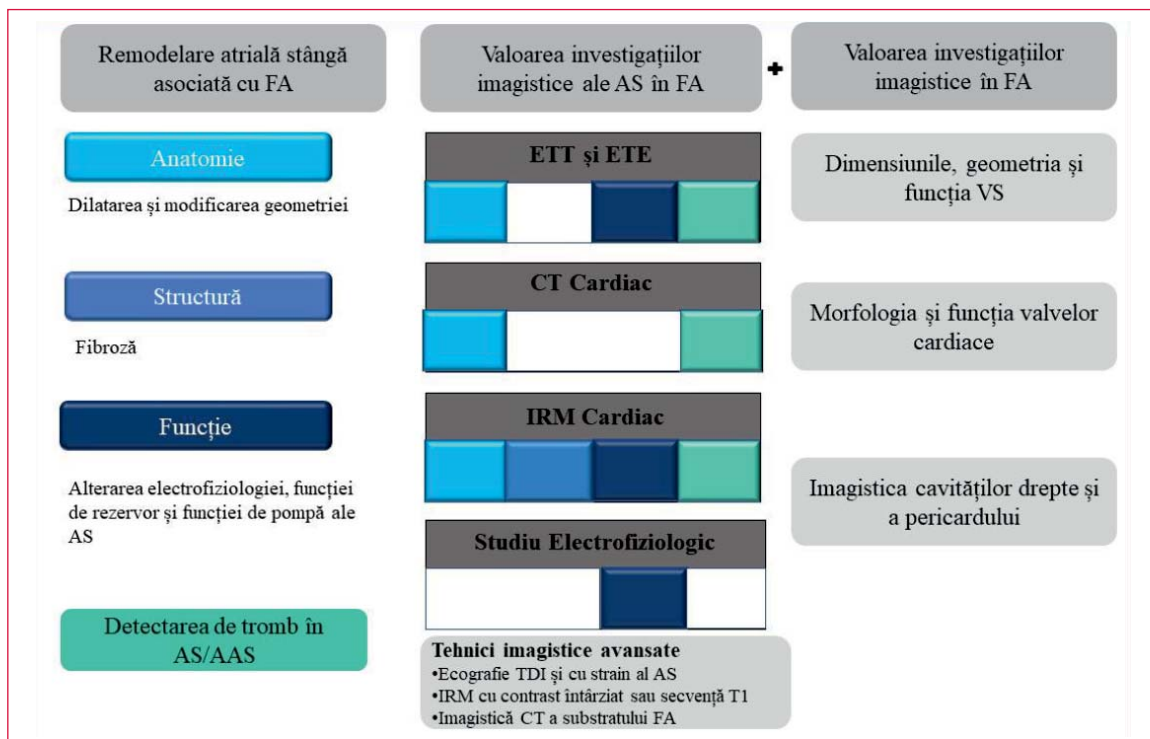 Remodelare atrială stângă
asociată cu FA
Valoarea investigațiilor
imagistice ale AS în FA
+
Valoarea investigațiilor
imagistice în FA
Anatomie
Dilatarea și modificarea geometriei
Structură
Fibroză
Funcție
Alterarea electrofiziologiei, funcției
de rezervor și funcției de pompă ale
AS
Detectarea de tromb în
AS/AAS
ETT și ETE
CT Cardiac
IRM Cardiac
Studiu Electrofiziologic
Tehnici imagistice avansate
•Ecografie TDI și cu strain al AS
•IRM cu contrast întârziat sau secvență T1
•Imagistică CT a substratului FA
Dimensiunile, geometria și
funcția VS
Morfologia și funcția valvelor
cardiace
Imagistica cavităților drepte și
a pericardului